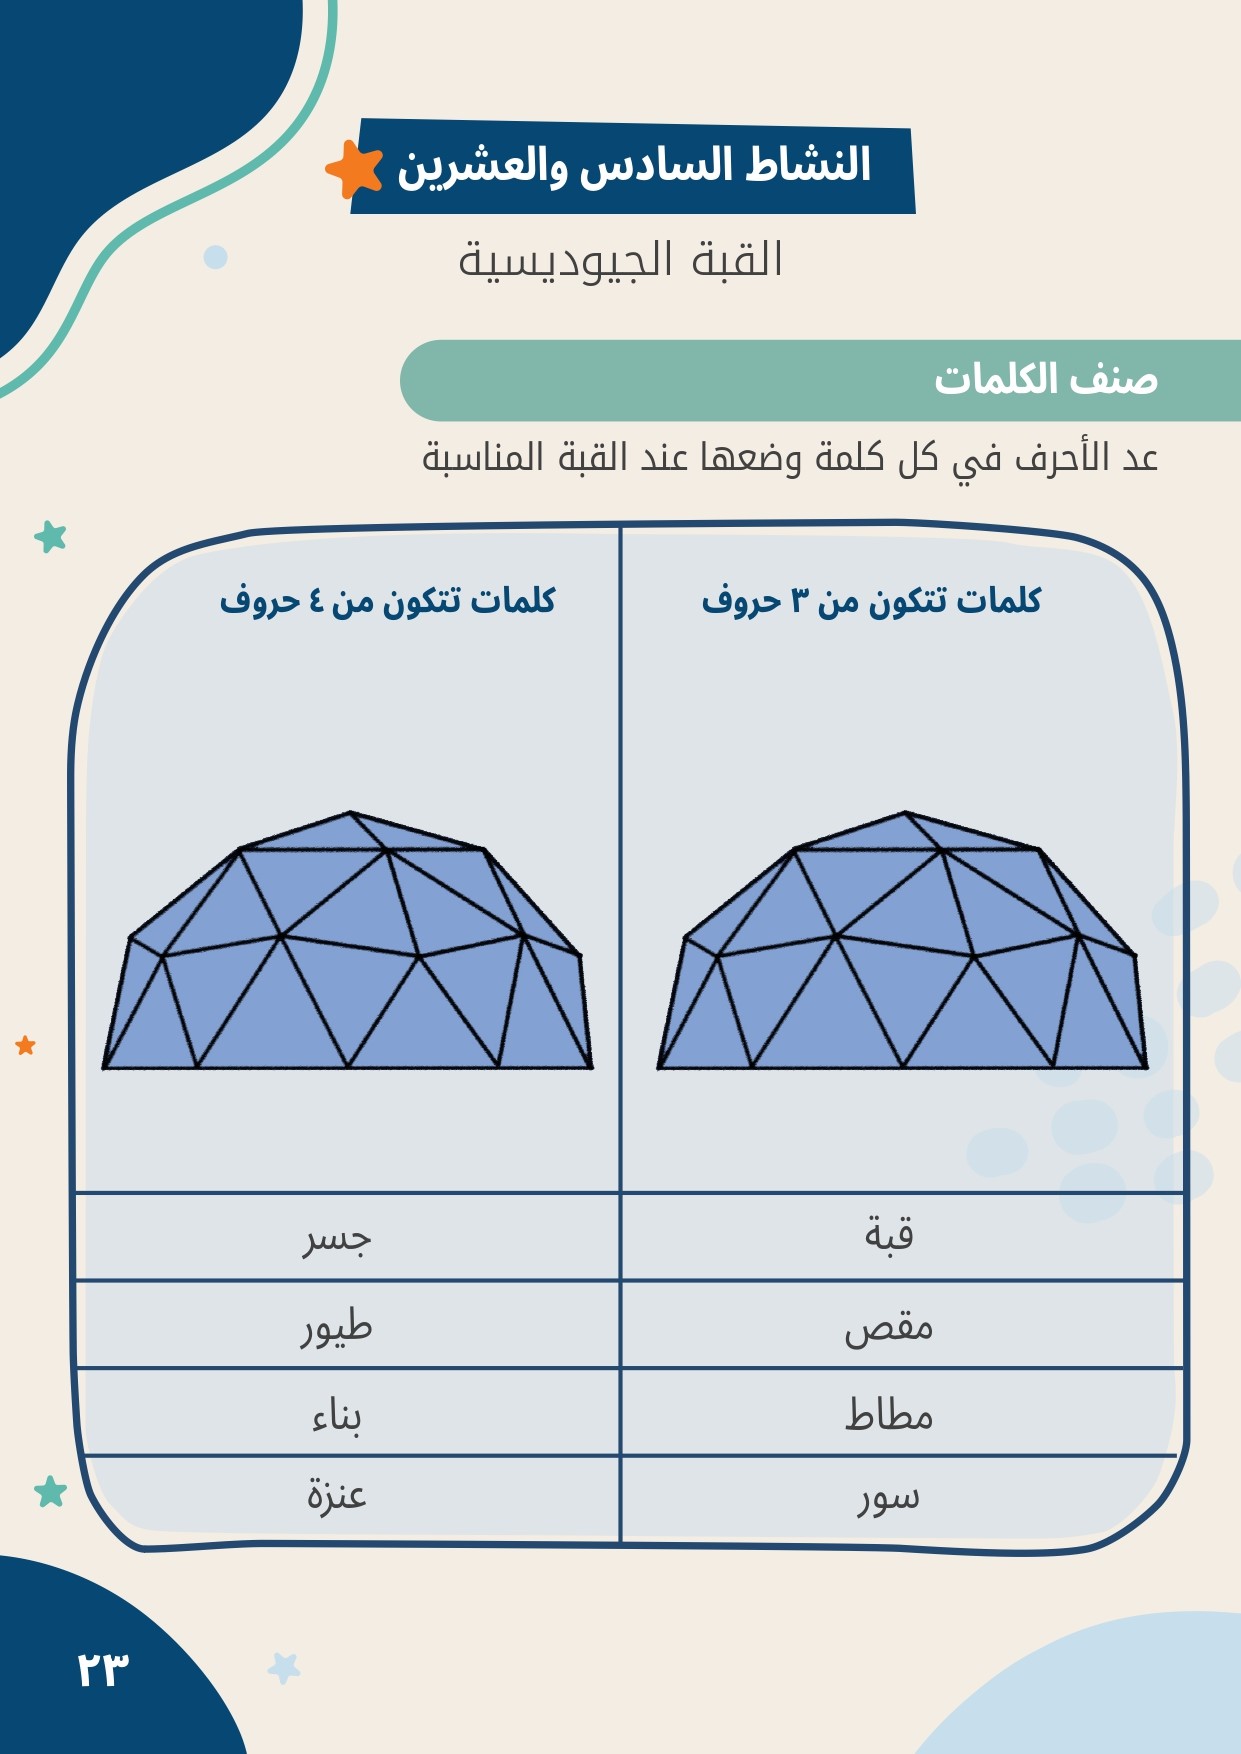 النشاط السادس والعشرين
القبة الجيوديسية
صنف الكلمات
عد الأحرف في كل كلمة وضعها عند القبة المناسبة
كلمات تتكون من ٣ حروف
كلمات تتكون من ٤ حروف
قبة
جسر
مقص
طيور
مطاط
بناء
سور
عنزة
٢٣